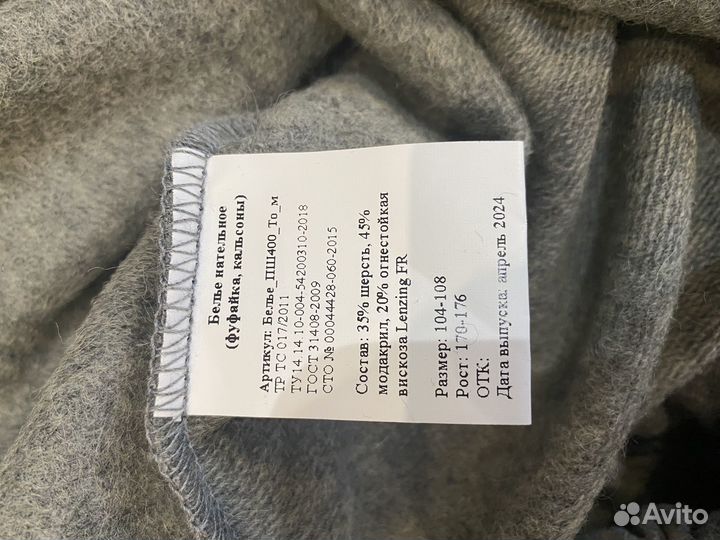 Белье нательное
(фуфайка, кальсоны)
Артикул: Белье_ПШ400_То_м
ТР ТС 017/2011
ТУ 14.14.10-004-54200310-2018
ГОСТ 31408-2009
СТО № 00044428-060-2015
Состав: 35% шерсть, 45%
модакрил, 20% огнестойкая
вискоза Lenzing FR
Размер: 104-108
Рост: 170-176
ОТК:
Дата выпуска: апрель 2024
Avito